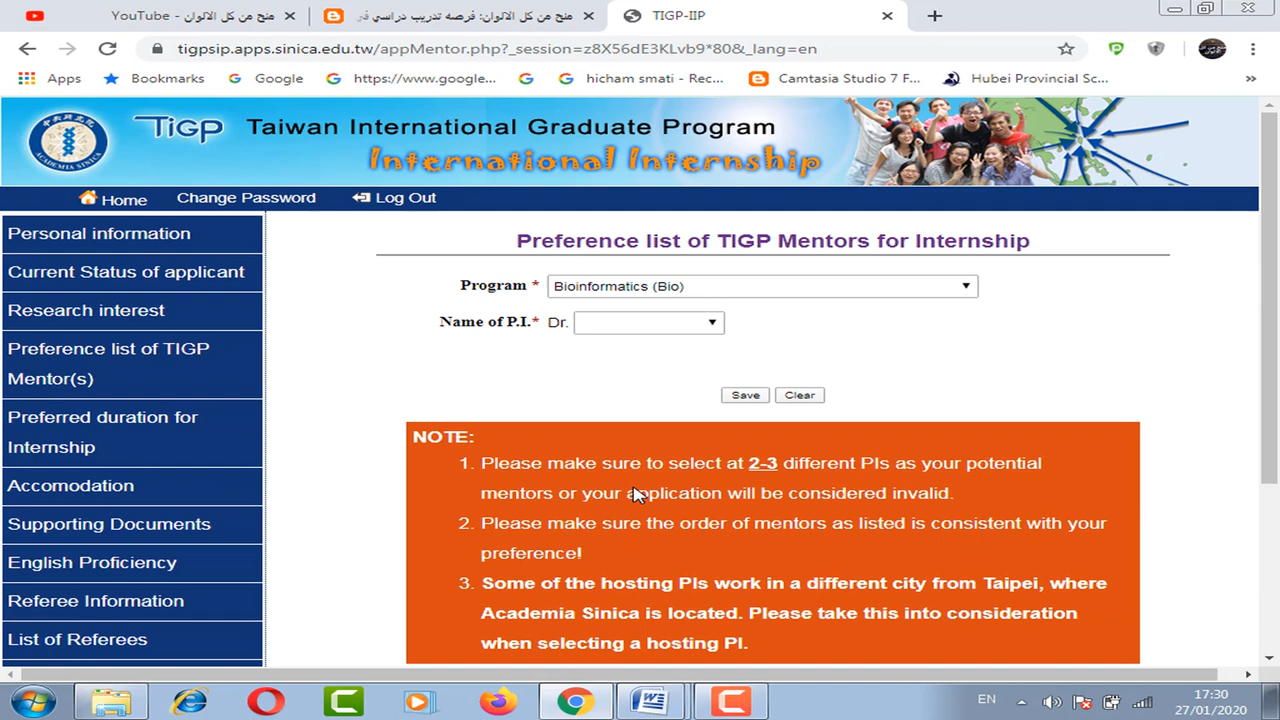 منح من كل الالوان - YouTube
منح من كل الالوان: فرصه تدريب دراسي في
TIGP-IIP
tigpsip.apps.sinica.edu.tw/appMentor.php?_session=z8X56dE3KLvb9*80&_lang=en
Apps
Bookmarks
Google
https://www.google...
hicham smati - Rec...
Camtasia Studio 7 F...
Hubei Provincial Sc...
»
ACADEMIA SINICA
TiGP
Taiwan International Graduate Program
International Internship
Home
Change Password
Log Out
Personal information
Current Status of applicant
Research interest
Preference list of TIGP
Mentor(s)
Preferred duration for
Internship
Accomodation
Supporting Documents
English Proficiency
Referee Information
List of Referees
Preference list of TIGP Mentors for Internship
Program * Bioinformatics (Bio)
Name of P.I.* Dr.
Save Clear
NOTE:
1. Please make sure to select at 2-3 different PIs as your potential
mentors or your application will be considered invalid.
2. Please make sure the order of mentors as listed is consistent with your
preference!
3. Some of the hosting PIs work in a different city from Taipei, where
Academia Sinica is located. Please take this into consideration
when selecting a hosting PI.
EN
17:30
27/01/2020